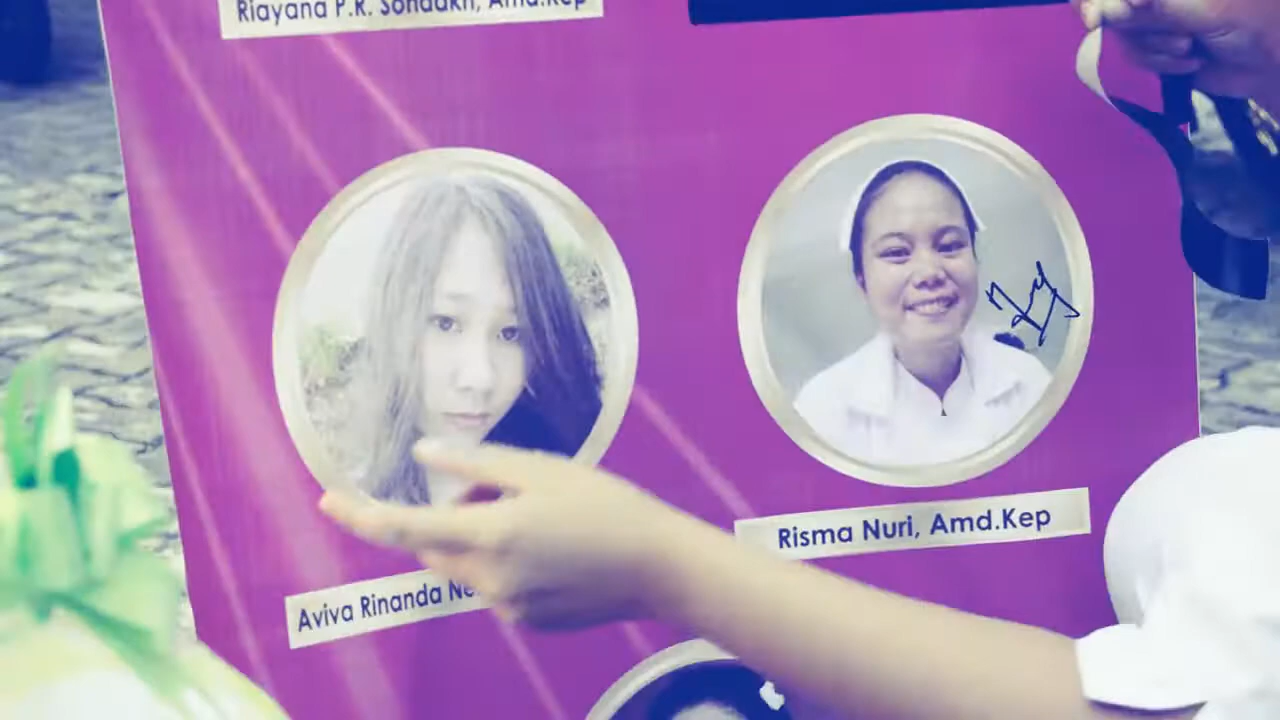 Riayana P.R. Sondakh, Amd.Kep
Risma Nuri, Amd.Kep
Aviva Rinanda